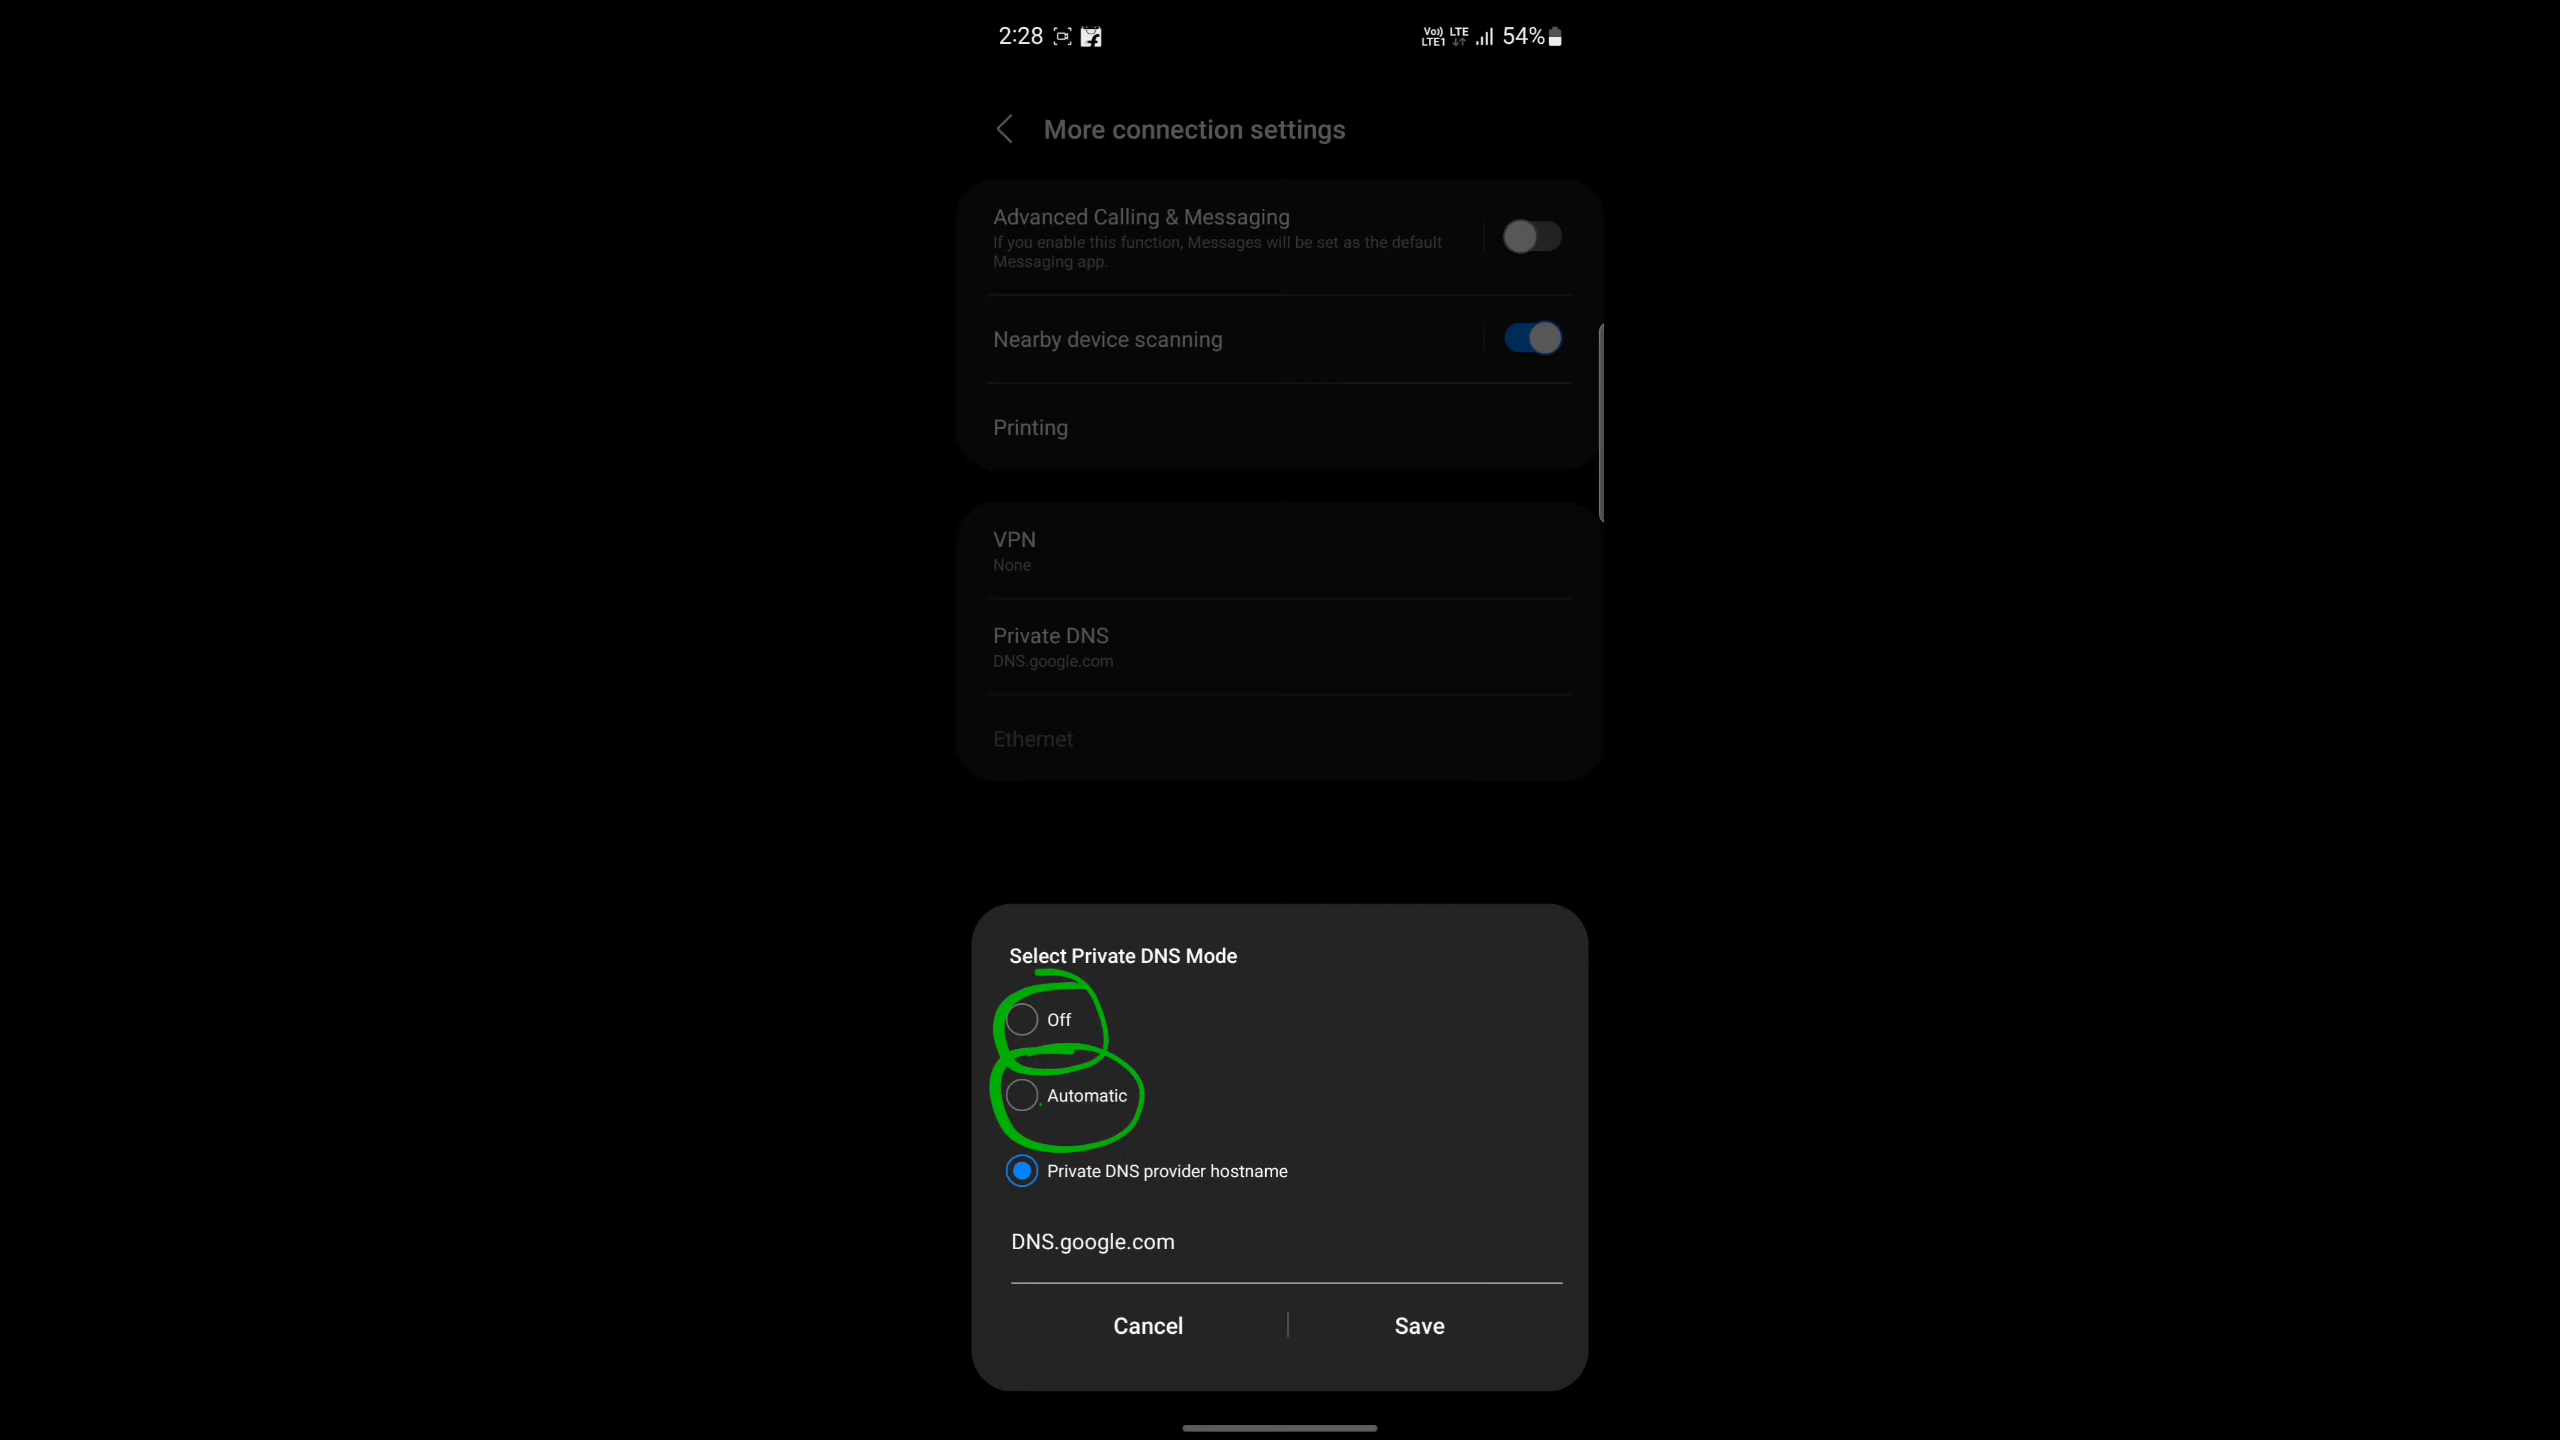 2:28
Vo)) LTE
LTE1
54%
More connection settings
Advanced Calling & Messaging
If you enable this function, Messages will be set as the default
Messaging app.
Nearby device scanning
Printing
VPN
None
Private DNS
DNS.google.com
Ethernet
Select Private DNS Mode
Off
Automatic
Private DNS provider hostname
DNS.google.com
Cancel
Save